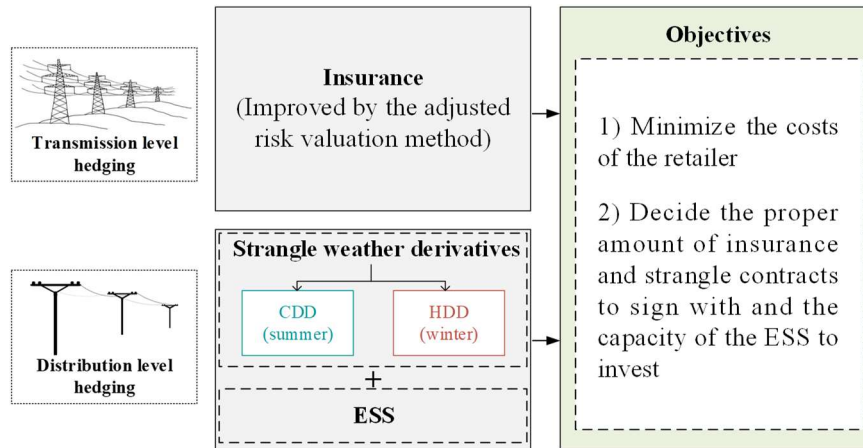 Transmission level
hedging
Insurance
(Improved by the adjusted
risk valuation method)
Distribution level
hedging
Strangle weather derivatives
CDD
(summer)
HDD
(winter)
+
ESS
Objectives
1) Minimize the costs
of the retailer
2) Decide the proper
amount of insurance
and strangle contracts
to sign with and the
capacity of the ESS to
invest